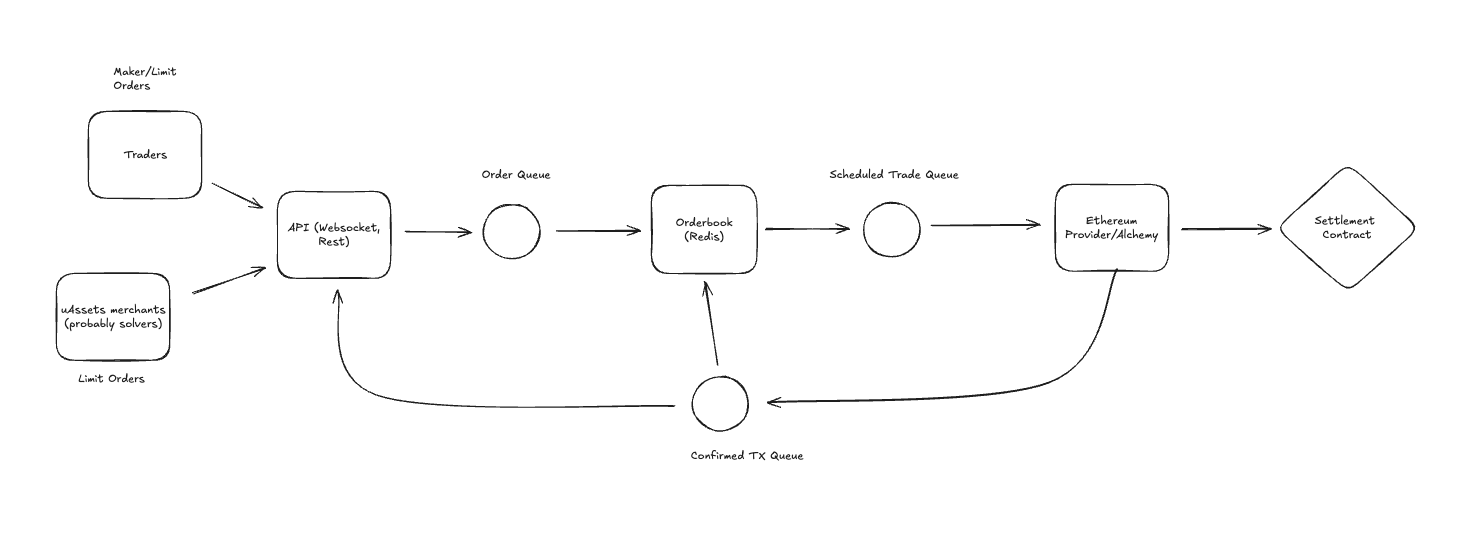 Maker/Limit
Orders
Traders
uAssets merchants
(probably solvers)
Limit Orders
API (Websocket,
Rest)
Order Queue
Orderbook
(Redis)
Scheduled Trade Queue
Ethereum
Provider/Alchemy
Settlement
Contract
Confirmed TX Queue